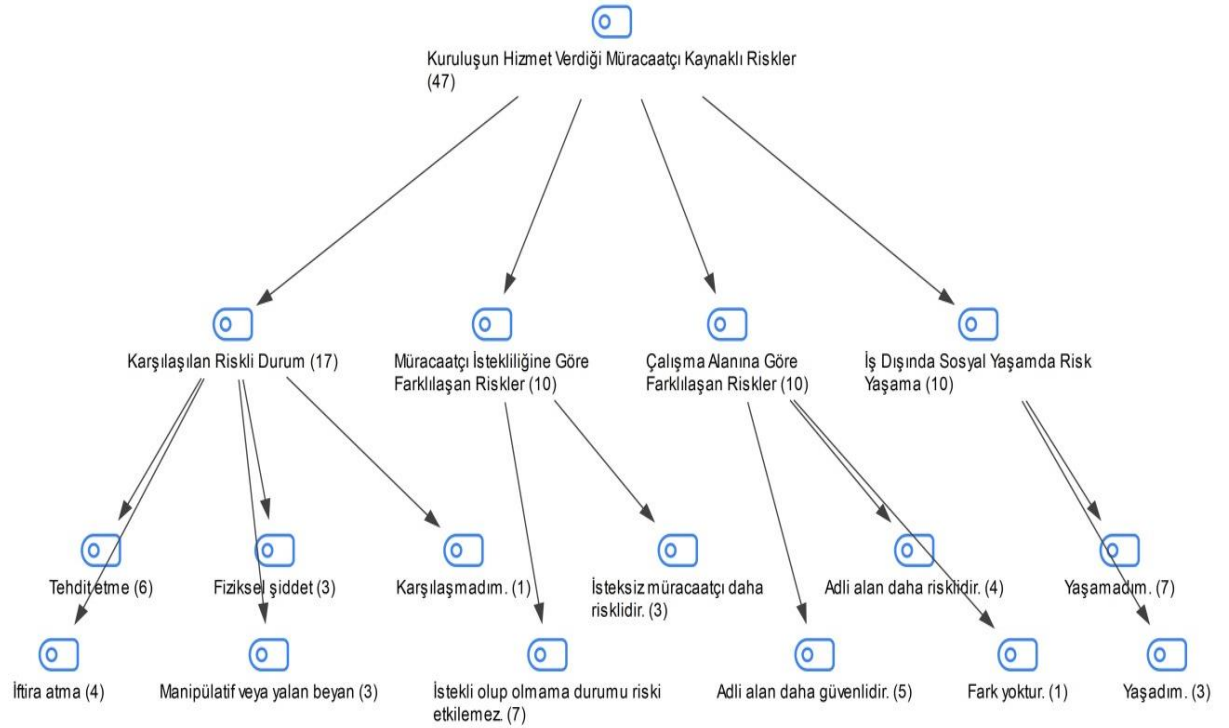 Kuruluşun Hizmet Verdiği Müracaatçı Kaynaklı Riskler
(47)
Karşılaşılan Riskli Durum (17)
Müracaatçı İstekliliğine Göre
Farklılaşan Riskler (10)
Çalışma Alanına Göre
Farklılaşan Riskler (10)
İş Dışında Sosyal Yaşamda Risk
Yaşama (10)
Tehdit etme (6)
Fiziksel şiddet (3)
Karşılaşmadım. (1)
İsteksiz müracaatçı daha
risklidir. (3)
Adli alan daha risklidir. (4)
Yaşamadım. (7)
İftira atma (4)
Manipülatif veya yalan beyan (3)
İstekli olup olmama durumu riski
etkilemez. (7)
Adli alan daha güvenlidir. (5)
Fark yoktur. (1)
Yaşadım. (3)